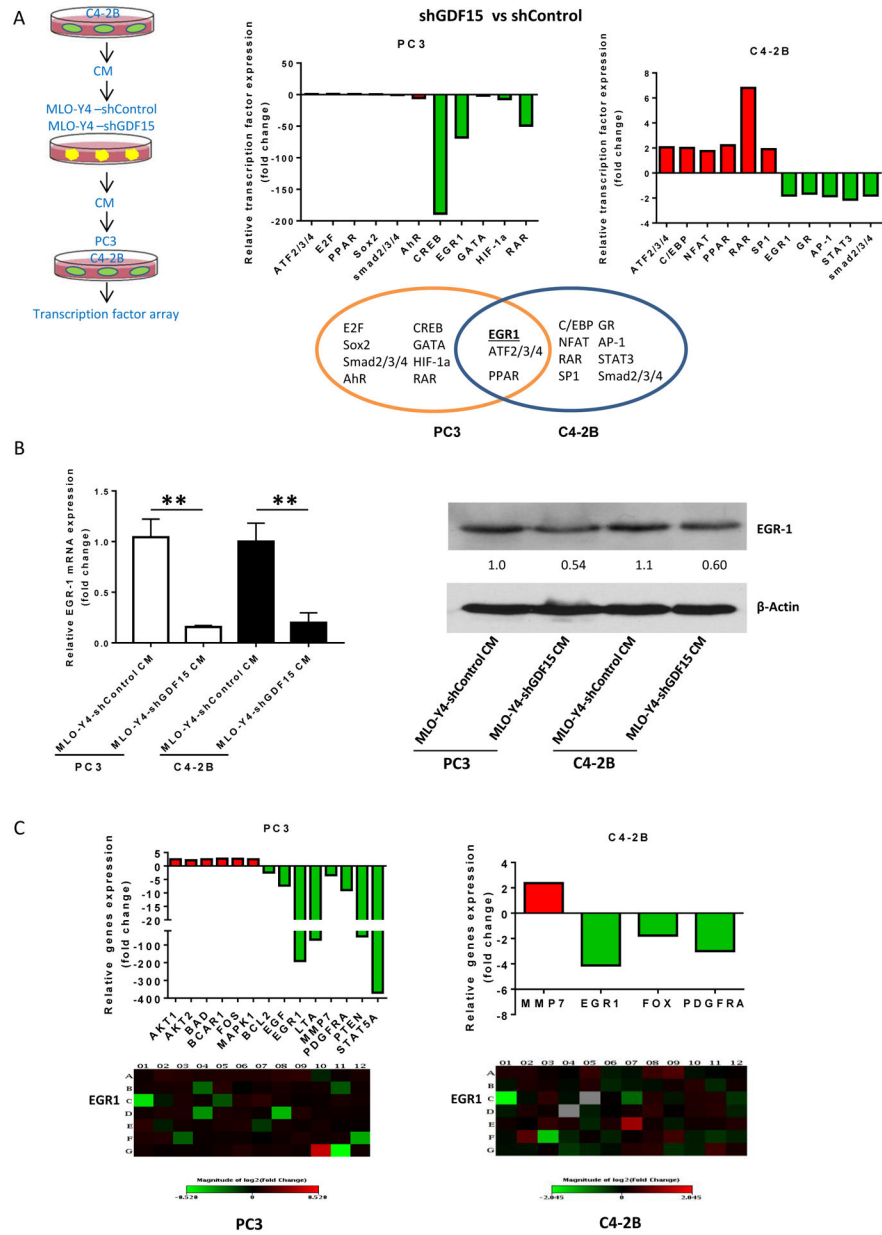 A
C4-2B
CM
MLO-Y4 –shControl
MLO-Y4 –shGDF15
CM
PC3
C4-2B
Transcription factor array
shGDF15 vs shControl
PC3
Relative transcription factor expression
(fold change)
50
0
-50
-100
-150
-200
ATF2/3/4
E2F
PPAR
Sox2
smad2/3/4
AhR
CREB
EGR1
GATA
HIF-1a
RAR
C4-2B
Relative transcription factor expression
(fold change)
8
6
4
2
0
-2
-4
ATF2/3/4
C/EBP
NFAT
PPAR
RAR
SP1
EGR1
GR
AP-1
STAT3
smad2/3/4
E2F CREB
Sox2 GATA
Smad2/3/4 HIF-1a
AhR RAR
EGR1
ATF2/3/4
PPAR
C/EBP GR
NFAT AP-1
RAR STAT3
SP1 Smad2/3/4
PC3
C4-2B
B
Relative EGR-1 mRNA expression
(fold change)
1.5
1.0
0.5
0.0
**
**
MLO-Y4-shControl CM
MLO-Y4-shGDF15 CM
MLO-Y4-shControl CM
MLO-Y4-shGDF15 CM
PC3
C4-2B
EGR-1
1.0 0.54 1.1 0.60
β-Actin
MLO-Y4-shControl CM
MLO-Y4-shGDF15 CM
MLO-Y4-shControl CM
MLO-Y4-shGDF15 CM
PC3
C4-2B
C
PC3
Relative genes expression
(fold change)
5
0
-5
-10
-15
-20
-100
-200
-300
-400
AKT1
AKT2
BAD
BCAR1
FOS
MAPK1
BCL2
EGF
EGR1
LTA
MMP7
PDGFRA
PTEN
STAT5A
C4-2B
Relative genes expression
(fold change)
4
2
0
-2
-4
-6
-8
MMP7 EGR1 FOX PDGFRA
01 02 03 04 05 06 07 08 09 10 11 12
A
B
EGR1 C
D
E
F
G
Magnitude of log2(Fold Change)
-8.520 0 8.520
PC3
01 02 03 04 05 06 07 08 09 10 11 12
A
B
EGR1 C
D
E
F
G
Magnitude of log2(Fold Change)
-2.045 0 2.045
C4-2B